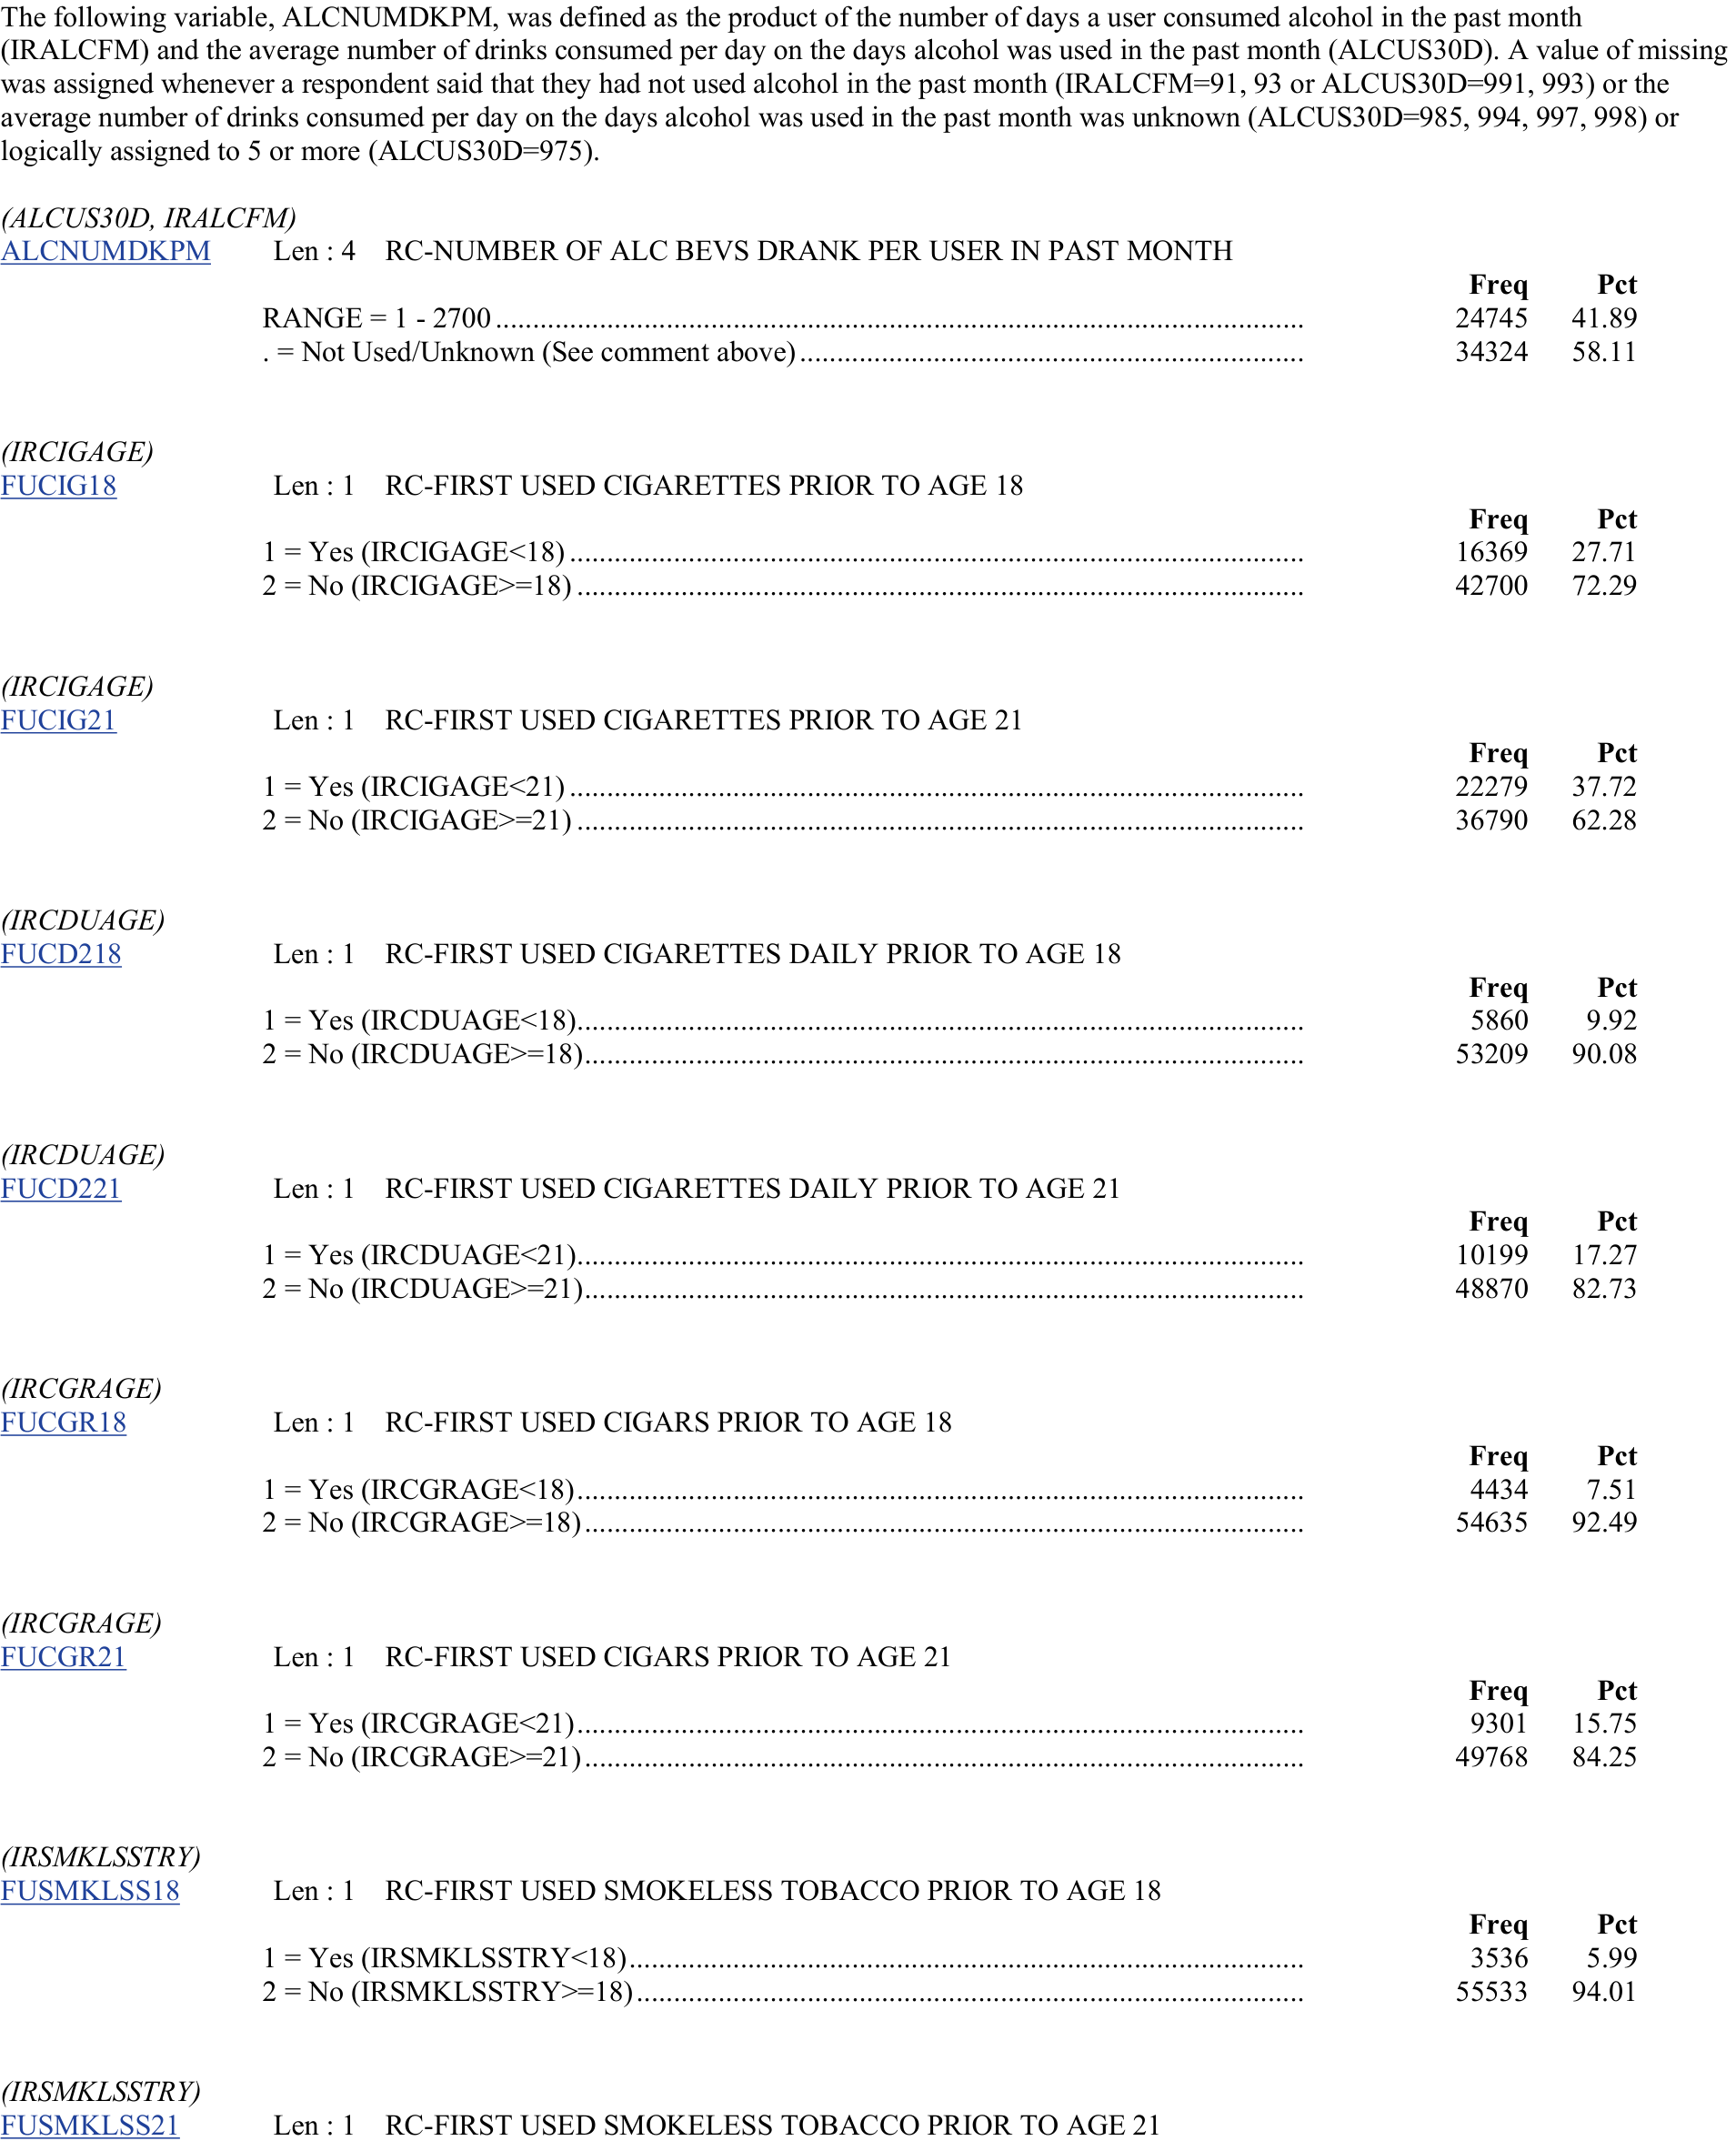 The following variable, ALCNUMDKPM, was defined as the product of the number of days a user consumed alcohol in the past month
(IRALCFM) and the average number of drinks consumed per day on the days alcohol was used in the past month (ALCUS30D). A value of missing
was assigned whenever a respondent said that they had not used alcohol in the past month (IRALCFM=91, 93 or ALCUS30D=991, 993) or the
average number of drinks consumed per day on the days alcohol was used in the past month was unknown (ALCUS30D=985, 994, 997, 998) or
logically assigned to 5 or more (ALCUS30D=975).
(ALCUS30D, IRALCFM)
ALCNUMDKPM Len : 4 RC-NUMBER OF ALC BEVS DRANK PER USER IN PAST MONTH
Freq Pct
RANGE = 1 - 2700 24745 41.89
. = Not Used/Unknown (See comment above) 34324 58.11
(IRCIGAGE)
FUCIG18 Len : 1 RC-FIRST USED CIGARETTES PRIOR TO AGE 18
Freq Pct
1 = Yes (IRCIGAGE<18) 16369 27.71
2 = No (IRCIGAGE>=18) 42700 72.29
(IRCIGAGE)
FUCIG21 Len : 1 RC-FIRST USED CIGARETTES PRIOR TO AGE 21
Freq Pct
1 = Yes (IRCIGAGE<21) 22279 37.72
2 = No (IRCIGAGE>=21) 36790 62.28
(IRCDUAGE)
FUCD218 Len : 1 RC-FIRST USED CIGARETTES DAILY PRIOR TO AGE 18
Freq Pct
1 = Yes (IRCDUAGE<18) 5860 9.92
2 = No (IRCDUAGE>=18) 53209 90.08
(IRCDUAGE)
FUCD221 Len : 1 RC-FIRST USED CIGARETTES DAILY PRIOR TO AGE 21
Freq Pct
1 = Yes (IRCDUAGE<21) 10199 17.27
2 = No (IRCDUAGE>=21) 48870 82.73
(IRCGRAGE)
FUCGR18 Len : 1 RC-FIRST USED CIGARS PRIOR TO AGE 18
Freq Pct
1 = Yes (IRCGRAGE<18) 4434 7.51
2 = No (IRCGRAGE>=18) 54635 92.49
(IRCGRAGE)
FUCGR21 Len : 1 RC-FIRST USED CIGARS PRIOR TO AGE 21
Freq Pct
1 = Yes (IRCGRAGE<21) 9301 15.75
2 = No (IRCGRAGE>=21) 49768 84.25
(IRSMKLSSTRY)
FUSMKLSS18 Len : 1 RC-FIRST USED SMOKELESS TOBACCO PRIOR TO AGE 18
Freq Pct
1 = Yes (IRSMKLSSTRY<18) 3536 5.99
2 = No (IRSMKLSSTRY>=18) 55533 94.01
(IRSMKLSSTRY)
FUSMKLSS21 Len : 1 RC-FIRST USED SMOKELESS TOBACCO PRIOR TO AGE 21